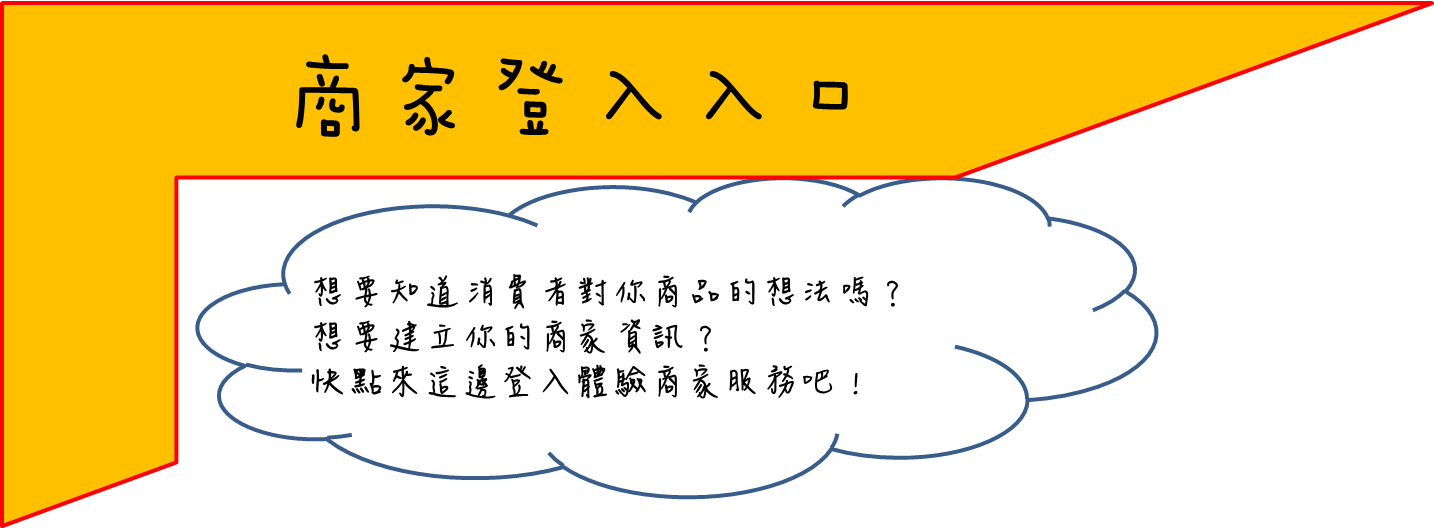 商家登入入口
想要知道消費者對你商品的想法嗎？
想要建立你的商家資訊？
快點來這邊登入體驗商家服務吧！